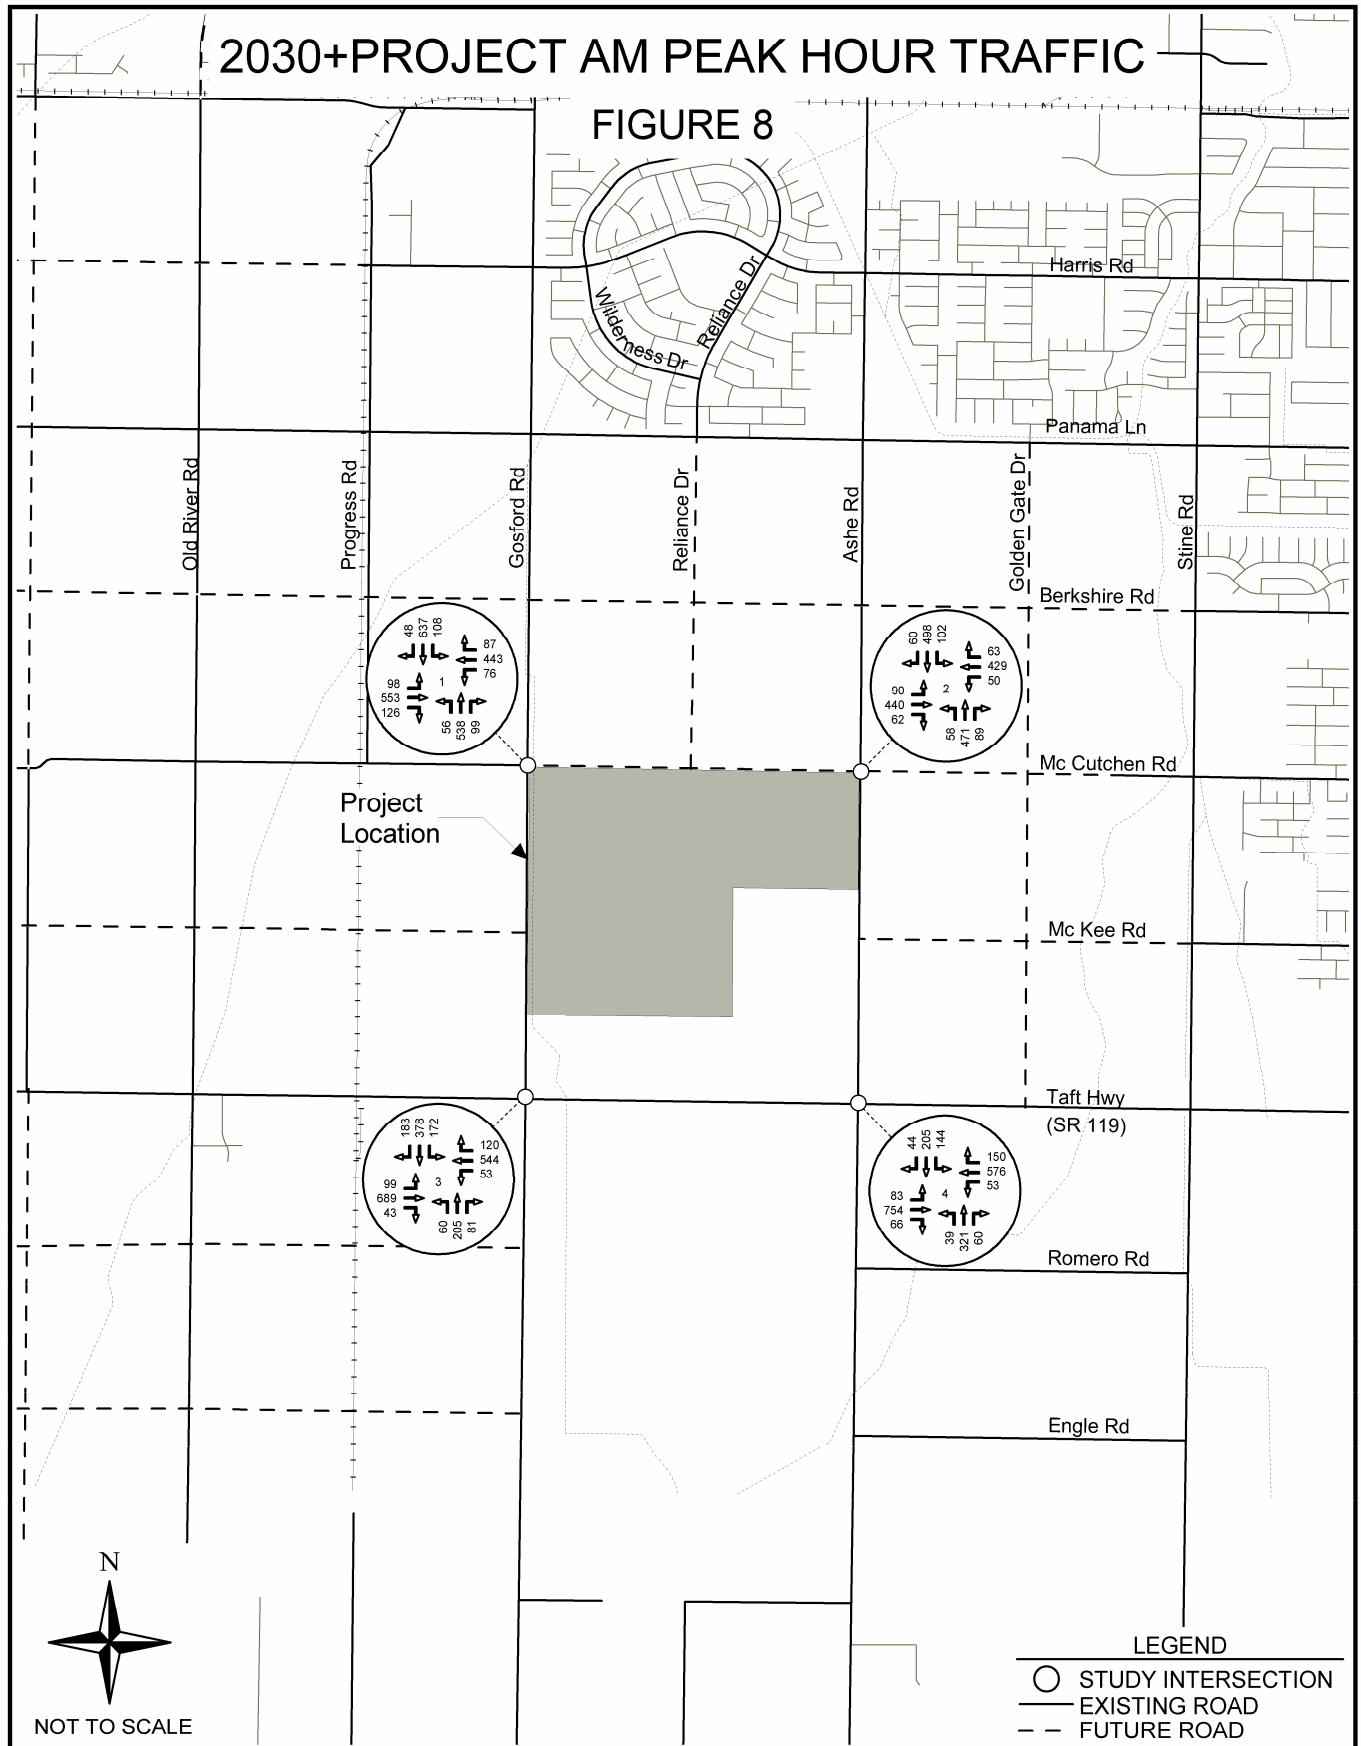 2030+PROJECT AM PEAK HOUR TRAFFIC
FIGURE 8
Harris Rd
Wilderness Dr
Reliance Dr
Panama Ln
Old River Rd
Progress Rd
Gosford Rd
Reliance Dr
Ashe Rd
Golden Gate Dr
Stine Rd
Berkshire Rd
48
637
108
87
443
76
98
553
126
1
56
538
99
60
498
102
63
429
50
90
440
62
2
58
471
89
Mc Cutchen Rd
Project
Location
Mc Kee Rd
Taft Hwy
(SR 119)
183
378
172
120
544
53
99
689
43
3
60
205
81
44
205
144
150
576
53
83
754
66
4
39
321
60
Romero Rd
Engle Rd
N
NOT TO SCALE
LEGEND
STUDY INTERSECTION
EXISTING ROAD
FUTURE ROAD